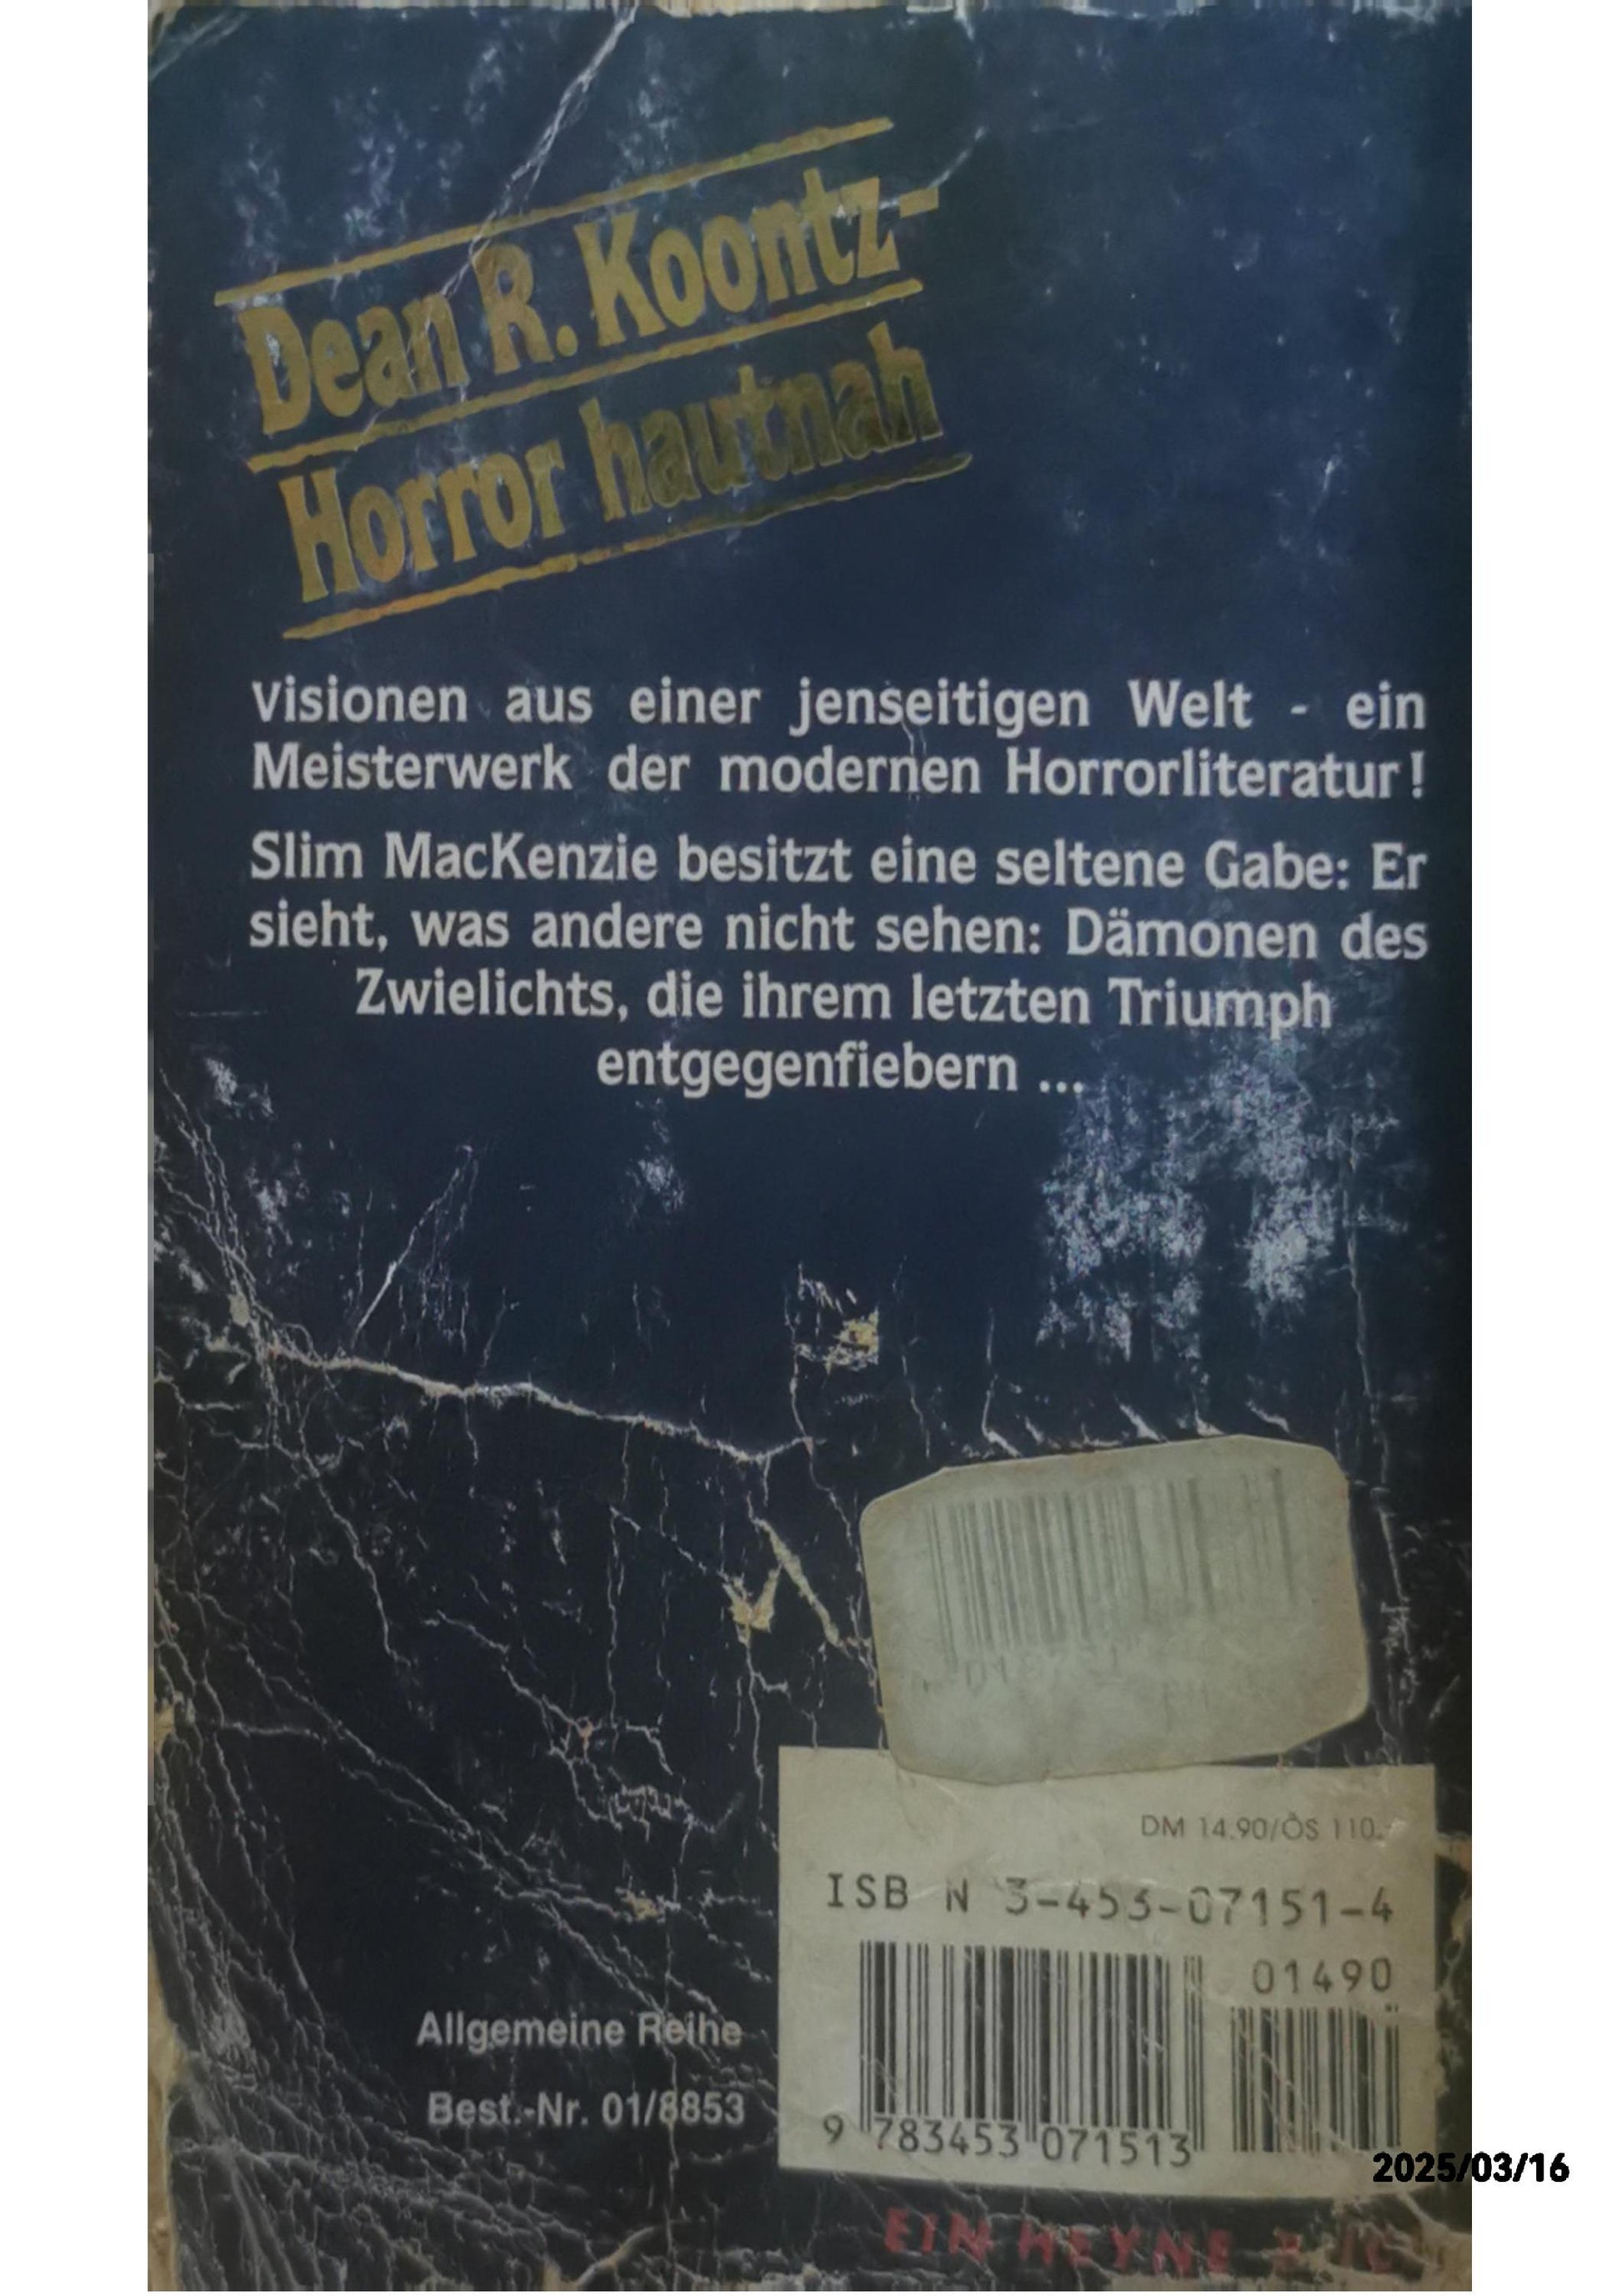 Dean R. Koontz-
Horror hautnah
Visionen aus einer jenseitigen Welt - ein
Meisterwerk der modernen Horrorliteratur!
Slim MacKenzie besitzt eine seltene Gabe: Er
sieht, was andere nicht sehen: Dämonen des
Zwielichts, die ihrem letzten Triumph
entgegenfiebern ...
DM 14.90/ÖS 110.-
ISB N 3-453-07151-4
01490
9 783453 071513
Allgemeine Reihe
Best.-Nr. 01/8853
2025/03/16
EIN HEYNE